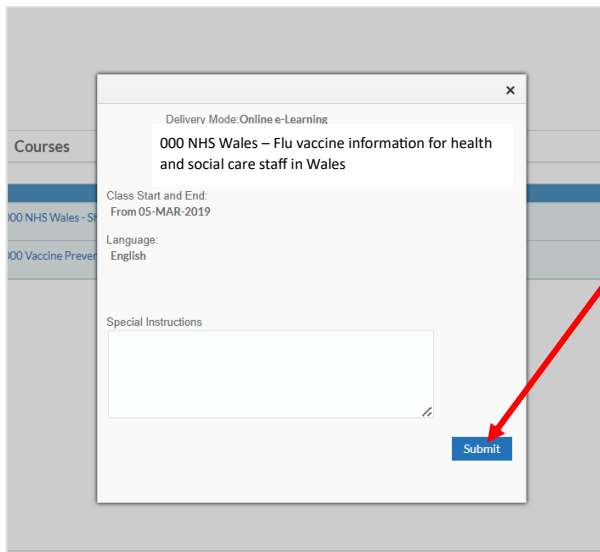 ×
Delivery Mode:Online e-Learning
000 NHS Wales – Flu vaccine information for health
and social care staff in Wales
Courses
Class Start and End:
From 05-MAR-2019
000 NHS Wales - Sh
Language:
English
000 Vaccine Preven
Special Instructions
Submit